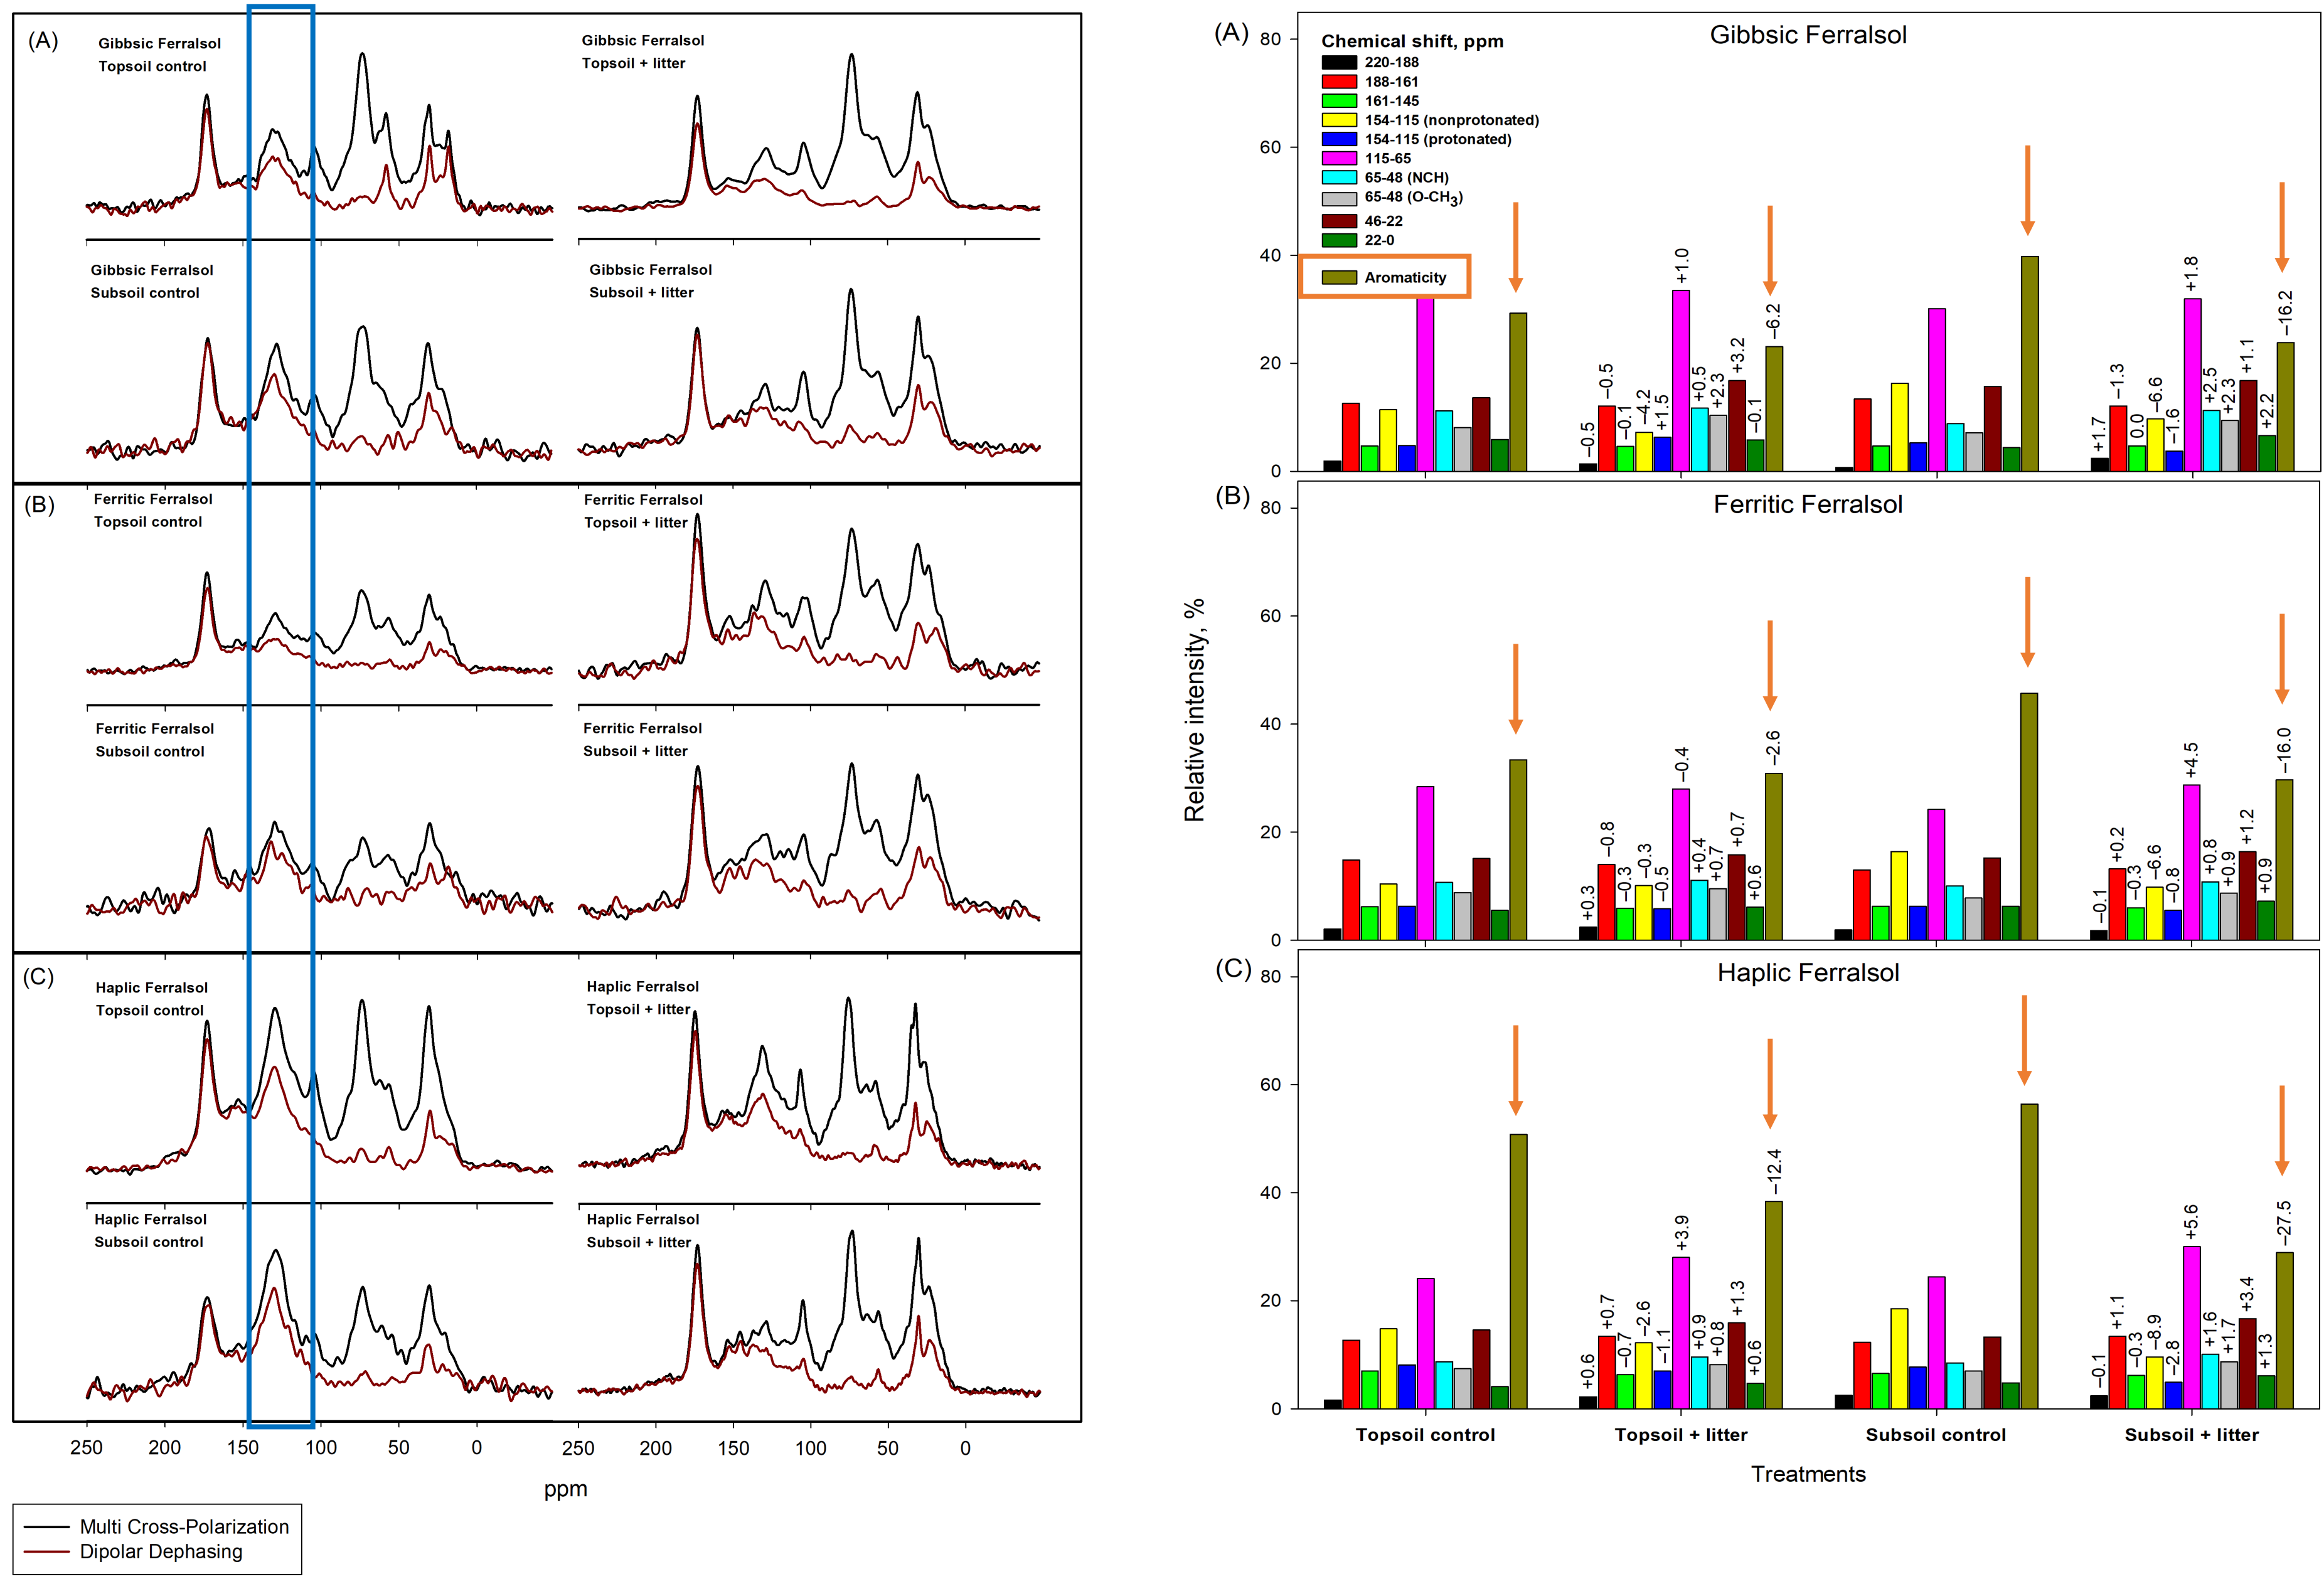 (A)
Gibbsic Ferralsol
Topsoil control
Gibbsic Ferralsol
Topsoil + litter
Gibbsic Ferralsol
Subsoil control
Gibbsic Ferralsol
Subsoil + litter
(B)
Ferritic Ferralsol
Topsoil control
Ferritic Ferralsol
Topsoil + litter
Ferritic Ferralsol
Subsoil control
Ferritic Ferralsol
Subsoil + litter
(C)
Haplic Ferralsol
Topsoil control
Haplic Ferralsol
Topsoil + litter
Haplic Ferralsol
Subsoil control
Haplic Ferralsol
Subsoil + litter
250 200 150 100 50 0
250 200 150 100 50 0
ppm
Multi Cross-Polarization
Dipolar Dephasing
(A)
Gibbsic Ferralsol
Chemical shift, ppm
220-188
188-161
161-145
154-115 (nonprotonated)
154-115 (protonated)
115-65
65-48 (NCH)
65-48 (O-CH3)
46-22
22-0
Aromaticity
80
60
40
20
0
−0.5 −0.5 −0.1 −4.2 +1.5 +1.0 +0.5 +2.3 +3.2 −0.1 −6.2
+1.7 −1.3 0.0 −6.6 −1.6 +1.8 +2.5 +2.3 +1.1 +2.2 −16.2
(B)
Ferritic Ferralsol
80
60
40
20
0
+0.3 −0.8 −0.3 −0.3 −0.5 −0.4 +0.4 +0.7 +0.7 +0.6 −2.6
−0.1 +0.2 −0.3 −6.6 −0.8 +4.5 +0.8 +0.9 +1.2 +0.9 −16.0
Relative intensity, %
(C)
Haplic Ferralsol
80
60
40
20
0
+0.6 +0.7 −0.7 −2.6 −1.1 +3.9 +0.9 +0.8 +1.3 +0.6 −12.4
−0.1 +1.1 −0.3 −8.9 −2.8 +5.6 +1.6 +1.7 +3.4 +1.3 −27.5
Topsoil control
Topsoil + litter
Subsoil control
Subsoil + litter
Treatments